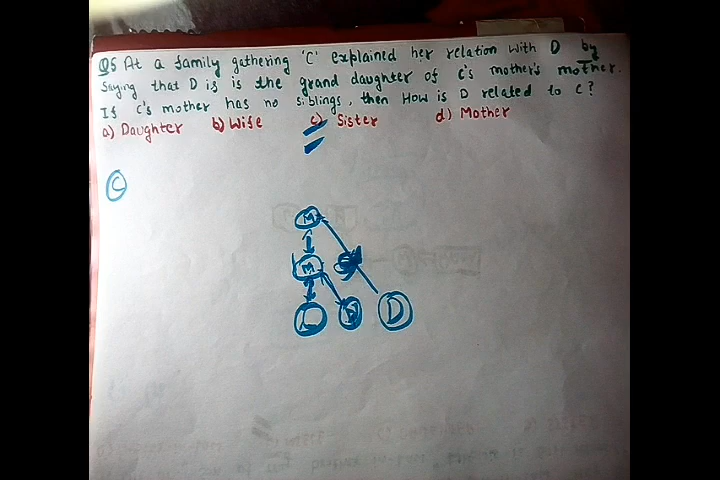 Q5 At a family gathering 'C' explained her relation with D by
saying that D is is the grand daughter of C's mother's mother.
If C's mother has no siblings, then How is D related to C?
a) Daughter b) Wife c) Sister d) Mother
C
M
M
C D D